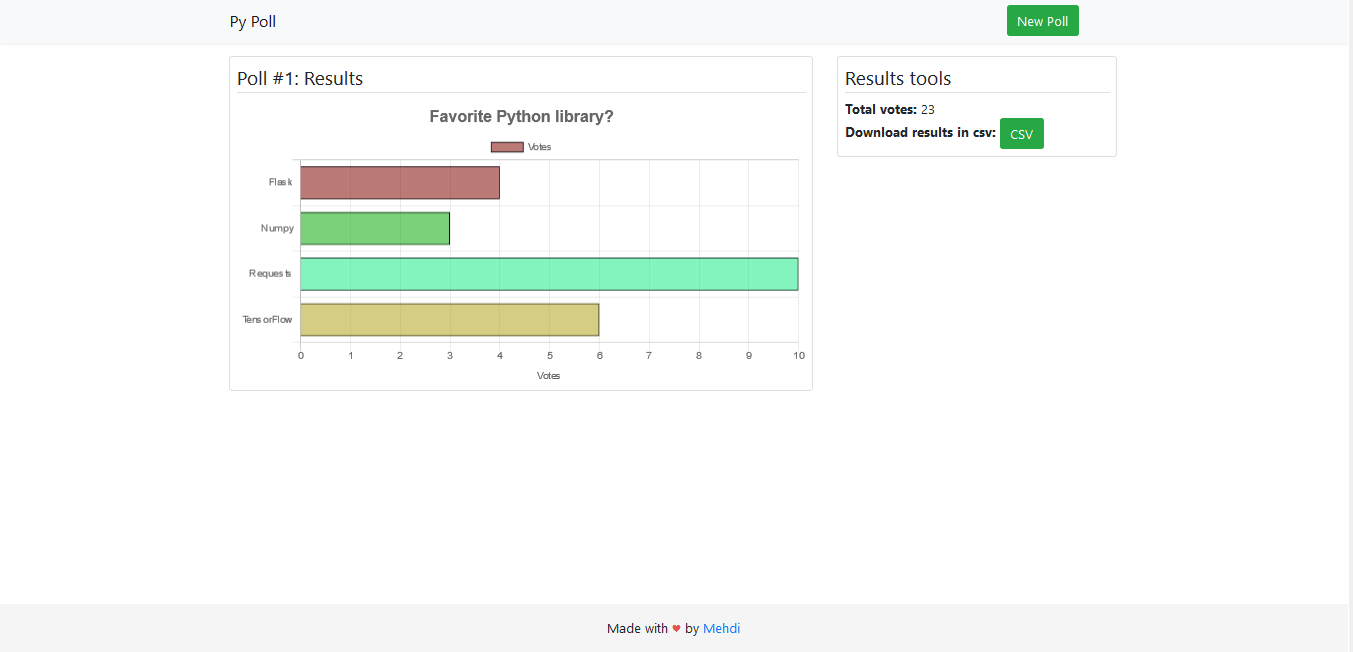 Py Poll
New Poll
Poll #1: Results
Favorite Python library?
Votes
Flask
Numpy
Requests
TensorFlow
0 1 2 3 4 5 6 7 8 9 10
Votes
Results tools
Total votes: 23
Download results in csv: CSV
Made with ❤ by Mehdi